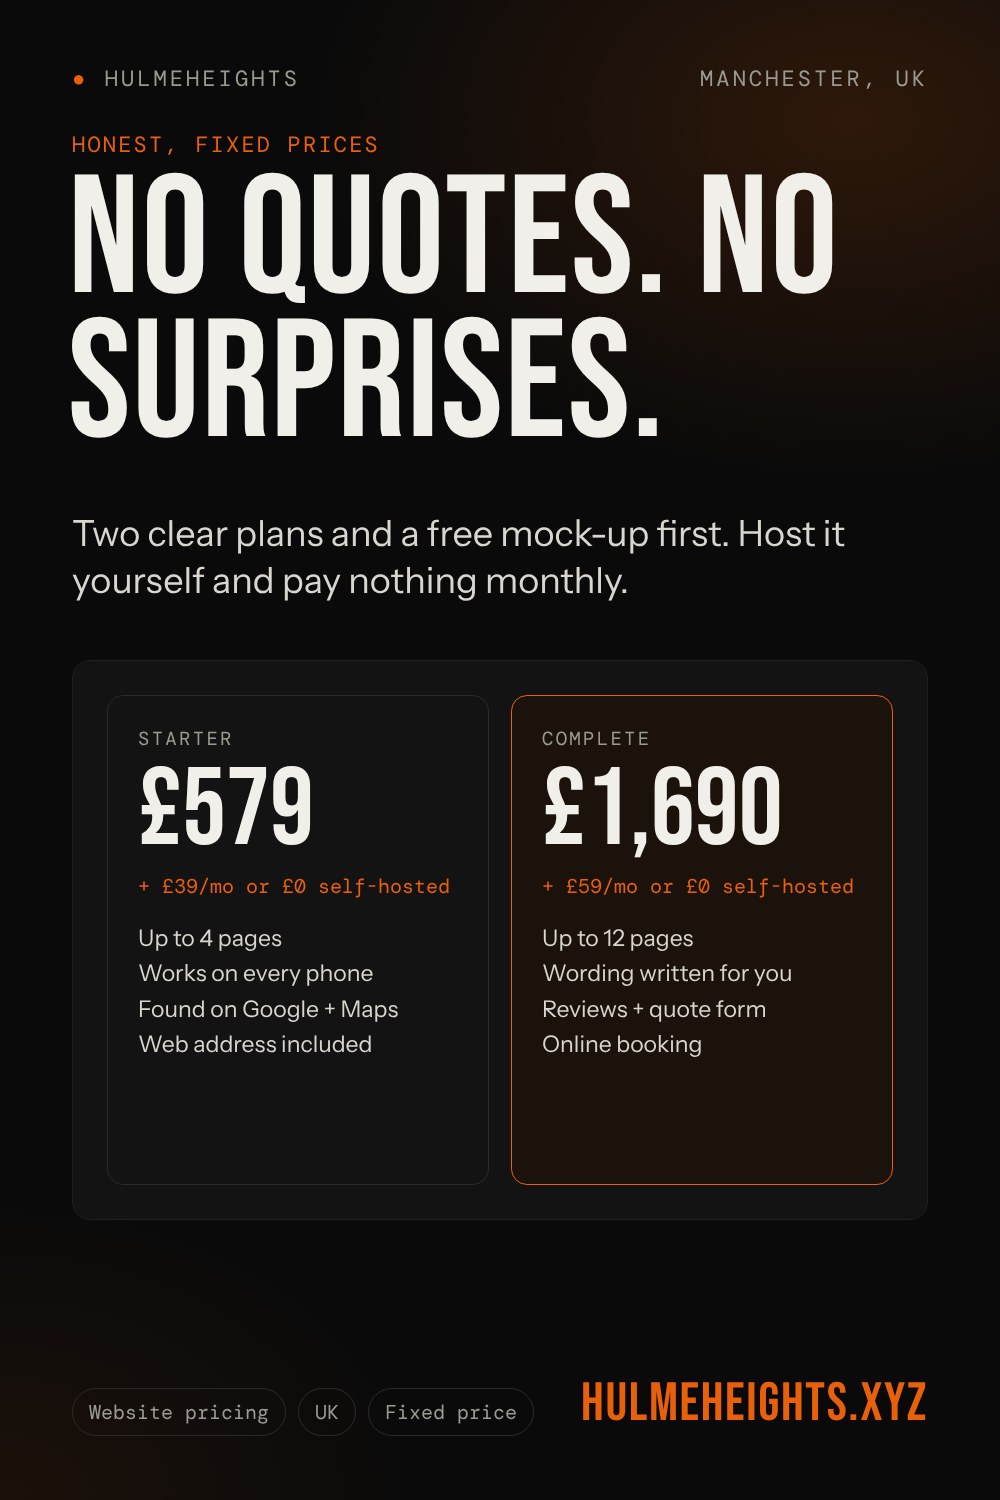 HULMEHEIGHTS
MANCHESTER, UK
HONEST, FIXED PRICES
NO QUOTES. NO
SURPRISES.
Two clear plans and a free mock-up first. Host it
yourself and pay nothing monthly.
STARTER
£579
+ £39/mo or £0 self-hosted
Up to 4 pages
Works on every phone
Found on Google + Maps
Web address included
COMPLETE
£1,690
+ £59/mo or £0 self-hosted
Up to 12 pages
Wording written for you
Reviews + quote form
Online booking
Website pricing
UK
Fixed price
HULMEHEIGHTS.XYZ